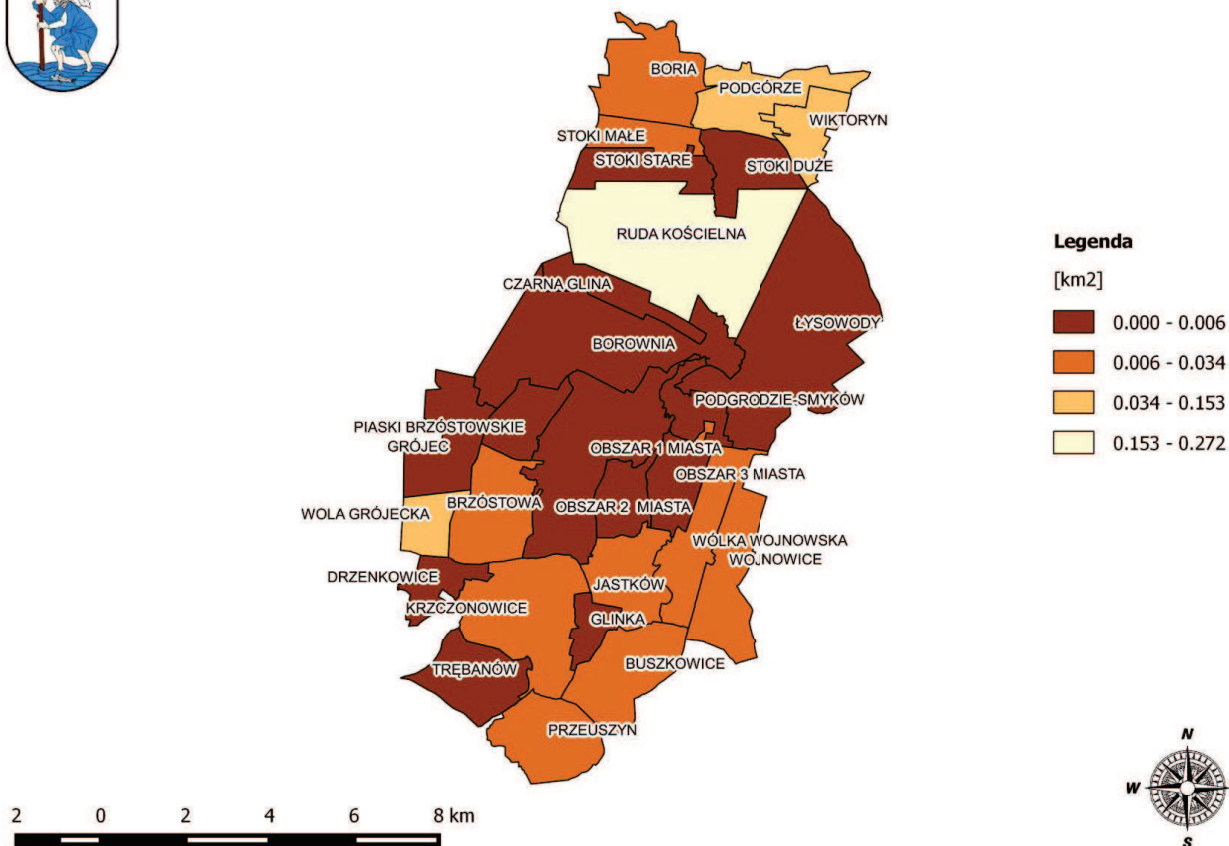 BORIA
PODGÓRZE
WIKTORYN
STOKI MAŁE
STOKI STARE
STOKI DUŻE
RUDA KOŚCIELNA
CZARNA GLINA
ŁYSOWODY
BOROWNIA
PODGRODZIE-SMYKÓW
PIASKI BRZÓSTOWSKIE
GRÓJEC
OBSZAR 1 MIASTA
OBSZAR 3 MIASTA
BRZÓSTOWA
OBSZAR 2 MIASTA
WOLA GRÓJECKA
WÓLKA WOJNOWSKA
WOJNOWICE
DRZENKOWICE
JASTKÓW
KRZCZONOWICE
GLINKA
BUSZKOWICE
TRĘBANÓW
PRZEUSZYN
Legenda
[km2]
0.000 - 0.006
0.006 - 0.034
0.034 - 0.153
0.153 - 0.272
N
W
S
2 0 2 4 6 8 km